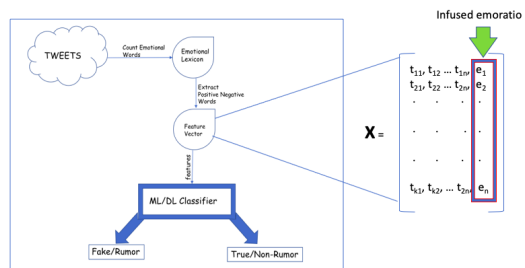 Infused emoratio
TWEETS
Count Emotional
Words
Emotional
Lexicon
Extract
Positive Negative
Words
Feature
Vector
features
ML/DL Classifier
Fake/Rumor
True/Non-Rumor
X =
t11, t12 ... t1n, e1
t21, t22 ... t2n, e2
. . . .
. . . .
. . . .
tk1, tk2, ... t2n, en